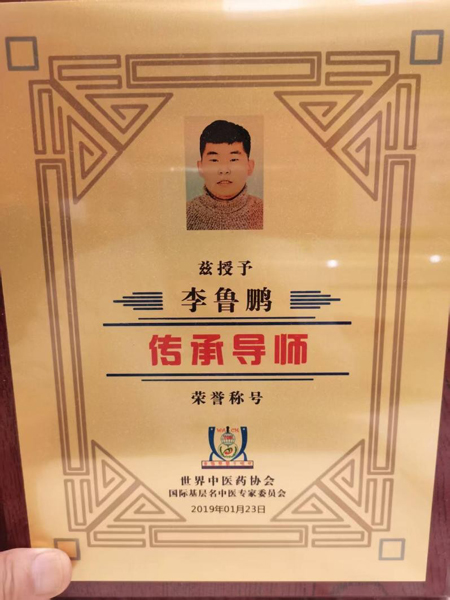 兹授予
李鲁鹏
传承导师
荣誉称号
世界中医药协会
国际基层名中医专家委员会
2019年01月23日